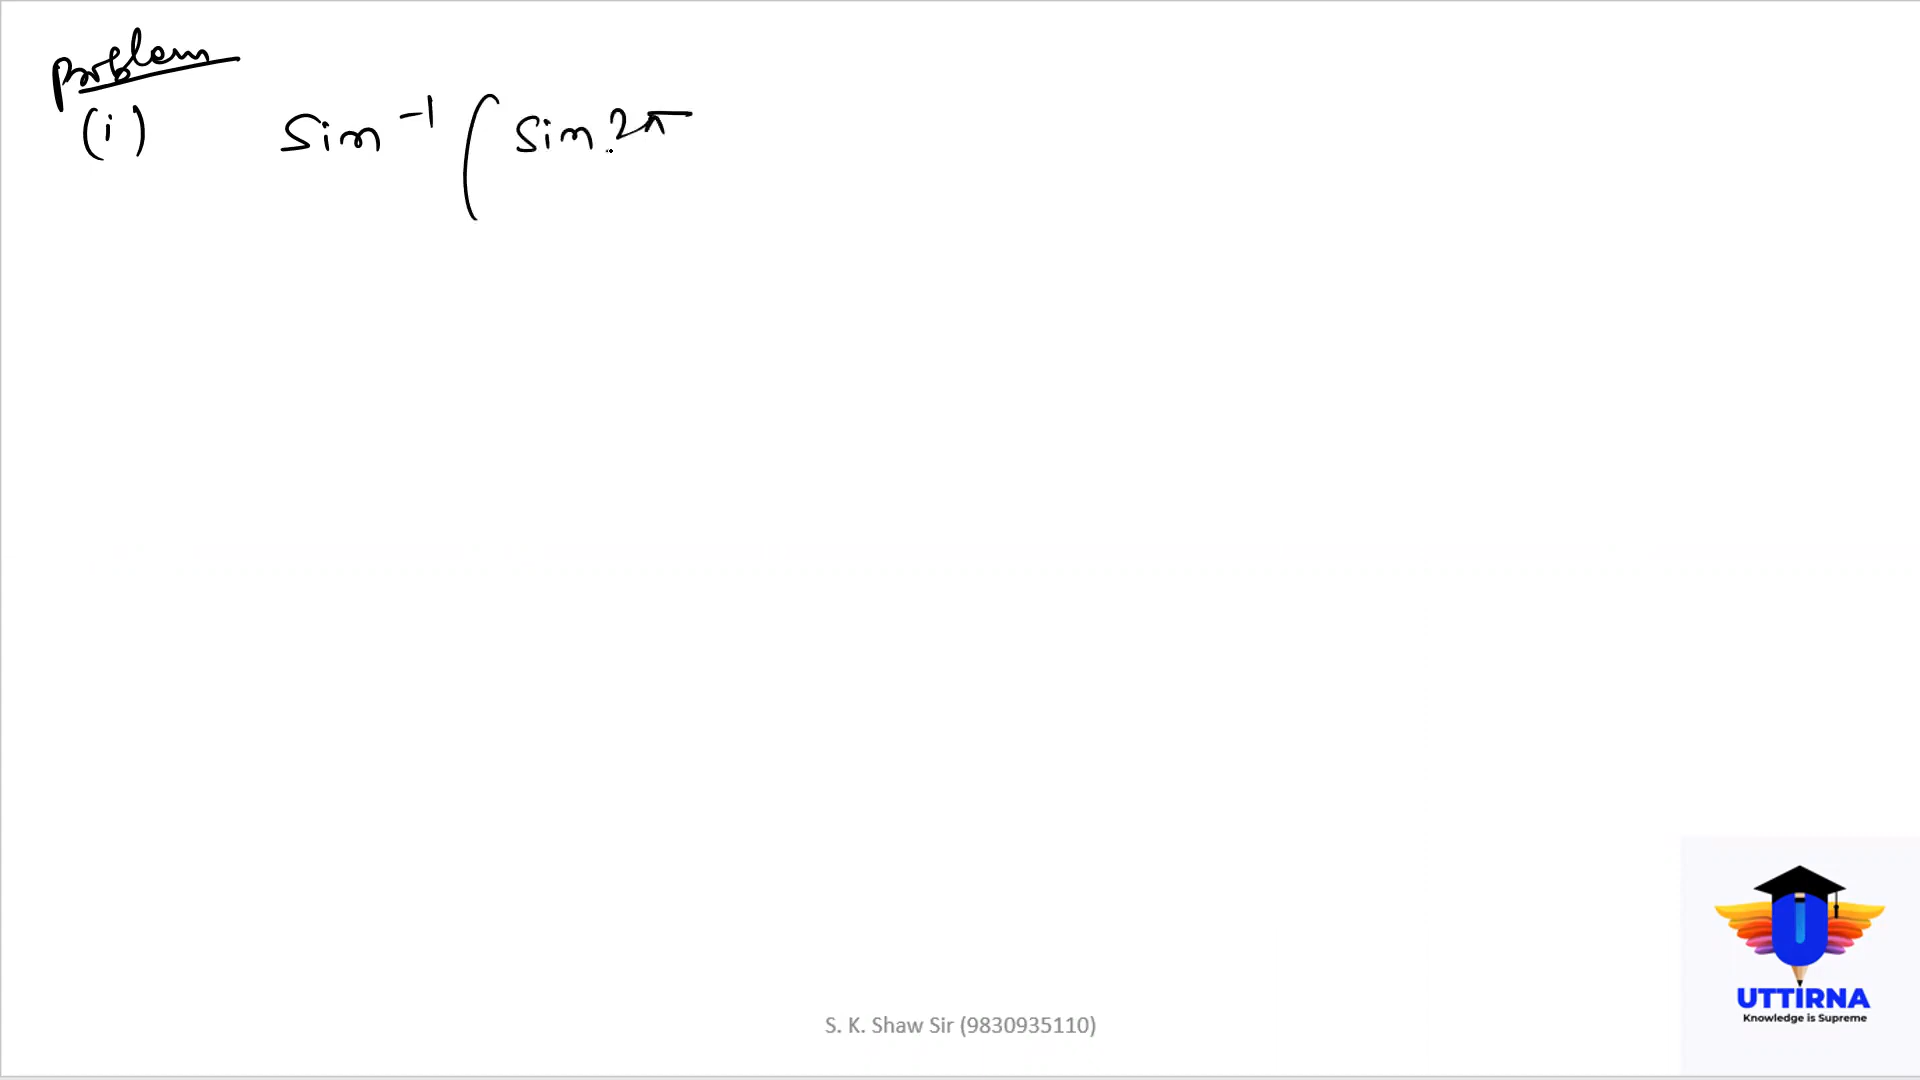 Problem
(i) Sin⁻¹ ( Sin 2π
UTTIRNA
Knowledge is Supreme
S. K. Shaw Sir (9830935110)